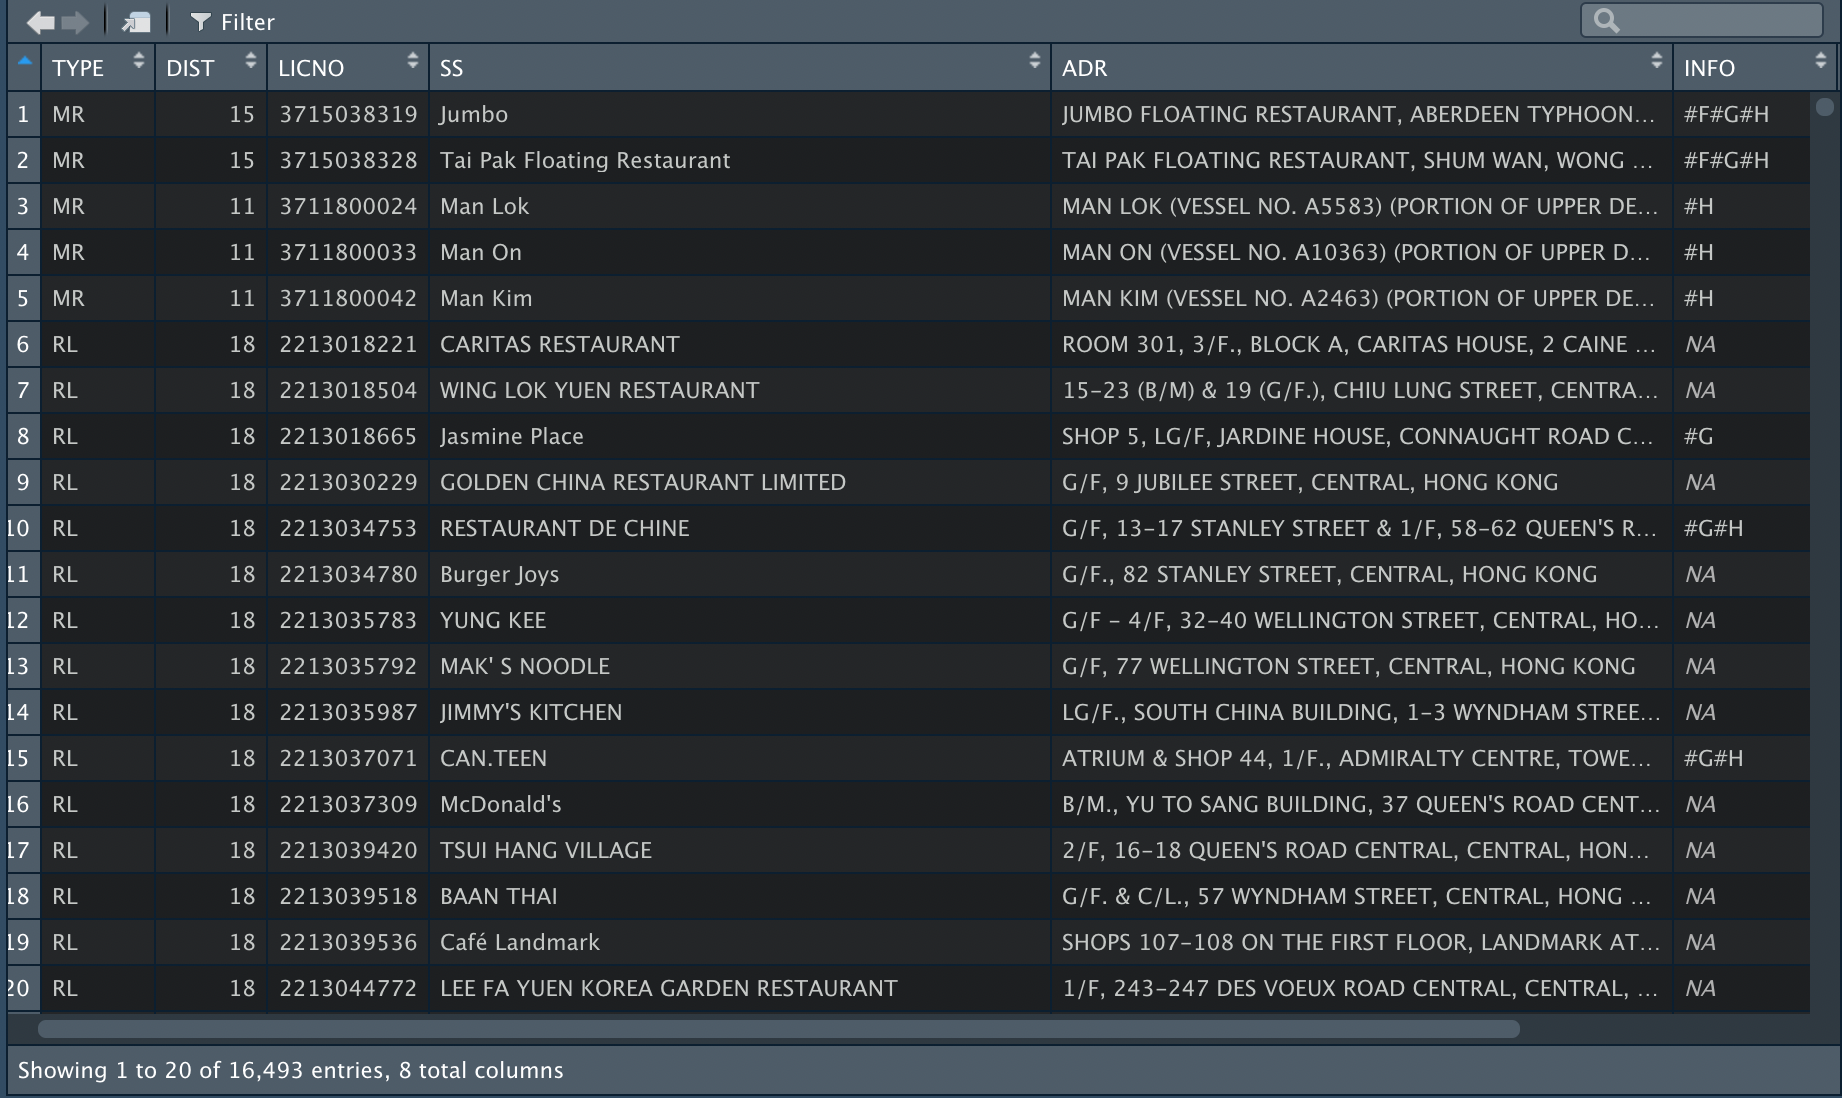 Filter
TYPE DIST LICNO SS ADR INFO
1 MR 15 3715038319 Jumbo JUMBO FLOATING RESTAURANT, ABERDEEN TYPHOON... #F#G#H
2 MR 15 3715038328 Tai Pak Floating Restaurant TAI PAK FLOATING RESTAURANT, SHUM WAN, WONG ... #F#G#H
3 MR 11 3711800024 Man Lok MAN LOK (VESSEL NO. A5583) (PORTION OF UPPER DE... #H
4 MR 11 3711800033 Man On MAN ON (VESSEL NO. A10363) (PORTION OF UPPER D... #H
5 MR 11 3711800042 Man Kim MAN KIM (VESSEL NO. A2463) (PORTION OF UPPER DE... #H
6 RL 18 2213018221 CARITAS RESTAURANT ROOM 301, 3/F., BLOCK A, CARITAS HOUSE, 2 CAINE ... NA
7 RL 18 2213018504 WING LOK YUEN RESTAURANT 15-23 (B/M) & 19 (G/F.), CHIU LUNG STREET, CENTRA... NA
8 RL 18 2213018665 Jasmine Place SHOP 5, LG/F, JARDINE HOUSE, CONNAUGHT ROAD C... #G
9 RL 18 2213030229 GOLDEN CHINA RESTAURANT LIMITED G/F, 9 JUBILEE STREET, CENTRAL, HONG KONG NA
10 RL 18 2213034753 RESTAURANT DE CHINE G/F, 13-17 STANLEY STREET & 1/F, 58-62 QUEEN'S R... #G#H
11 RL 18 2213034780 Burger Joys G/F., 82 STANLEY STREET, CENTRAL, HONG KONG NA
12 RL 18 2213035783 YUNG KEE G/F - 4/F, 32-40 WELLINGTON STREET, CENTRAL, HO... NA
13 RL 18 2213035792 MAK' S NOODLE G/F, 77 WELLINGTON STREET, CENTRAL, HONG KONG NA
14 RL 18 2213035987 JIMMY'S KITCHEN LG/F., SOUTH CHINA BUILDING, 1-3 WYNDHAM STREE... NA
15 RL 18 2213037071 CAN.TEEN ATRIUM & SHOP 44, 1/F., ADMIRALTY CENTRE, TOWE... #G#H
16 RL 18 2213037309 McDonald's B/M., YU TO SANG BUILDING, 37 QUEEN'S ROAD CENT... NA
17 RL 18 2213039420 TSUI HANG VILLAGE 2/F, 16-18 QUEEN'S ROAD CENTRAL, CENTRAL, HON... NA
18 RL 18 2213039518 BAAN THAI G/F. & C/L., 57 WYNDHAM STREET, CENTRAL, HONG ... NA
19 RL 18 2213039536 Café Landmark SHOPS 107-108 ON THE FIRST FLOOR, LANDMARK AT... NA
20 RL 18 2213044772 LEE FA YUEN KOREA GARDEN RESTAURANT 1/F, 243-247 DES VOEUX ROAD CENTRAL, CENTRAL, ... NA
Showing 1 to 20 of 16,493 entries, 8 total columns